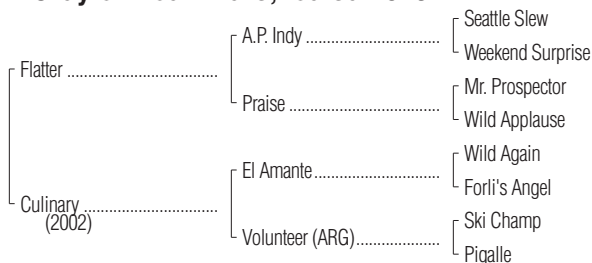 Seattle Slew
A.P. Indy
Weekend Surprise
Flatter
Mr. Prospector
Praise
Wild Applause
Wild Again
El Amante
Forli's Angel
Culinary
(2002)
Ski Champ
Volunteer (ARG)
Pigalle